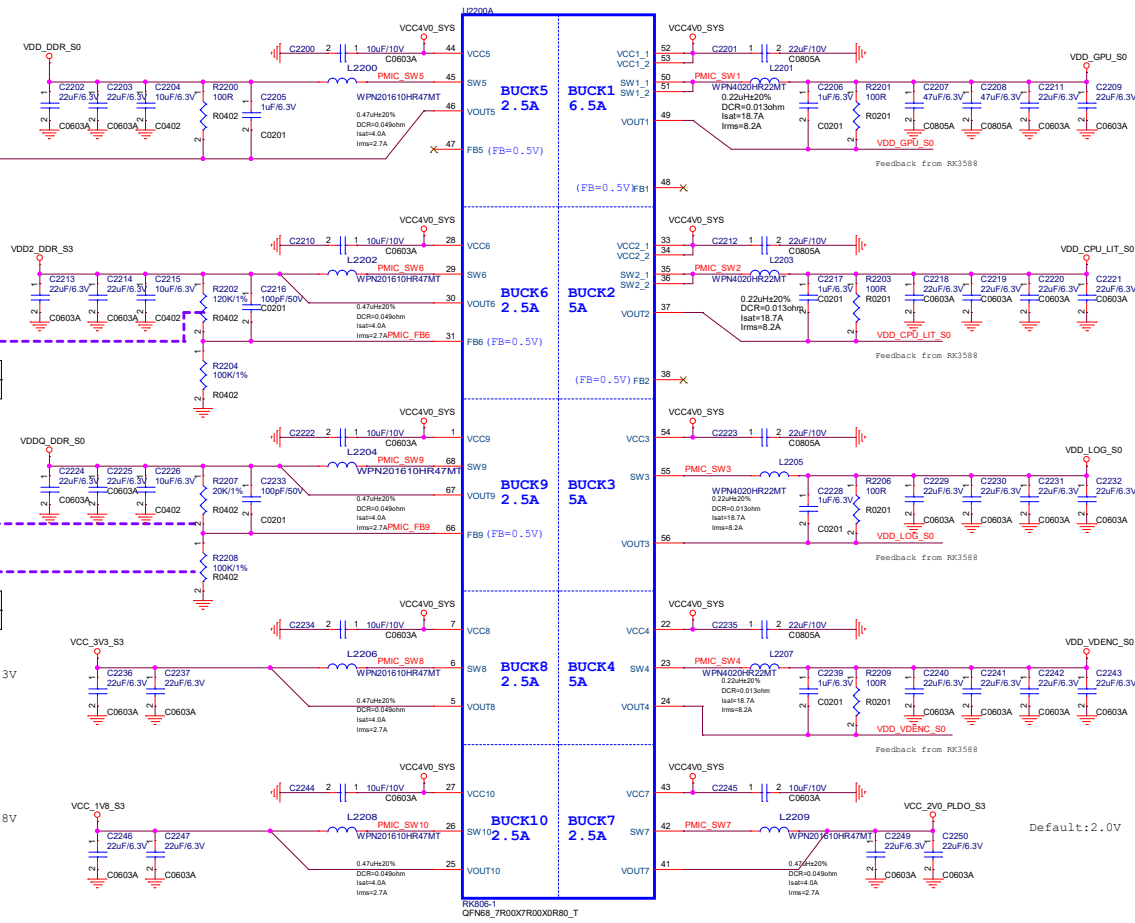 U2200A
VDD_DDR_S0
C2200 2 1 10uF/10V
C0603A
VCC4V0_SYS
44 VCC5
L2200
PMIC_SW5
45 SW5
WPN201610HR47MT
46 VOUT5
0.47uH±20%
DCR=0.049ohm
Isat=4.0A
Irms=2.7A
47 FB5 (FB=0.5V)
C2202
22uF/6.3V
C0603A
C2203
22uF/6.3V
C0603A
C2204
10uF/6.3V
C0402
R2200
100R
R0402
C2205
1uF/6.3V
C0201
BUCK5
2.5A
BUCK1
6.5A
VCC4V0_SYS
C2201 1 2 22uF/10V
C0805A
VCC1_1 52
VCC1_2 53
SW1_1 50
SW1_2 51
PMIC_SW1
L2201
WPN4020HR22MT
0.22uH±20%
DCR=0.013ohm
Isat=18.7A
Irms=8.2A
VOUT1 49
C2206
1uF/6.3V
C0201
R2201
100R
R0201
C2207
47uF/6.3V
C0805A
C2208
47uF/6.3V
C0805A
C2211
22uF/6.3V
C0603A
C2209
22uF/6.3V
C0603A
VDD_GPU_S0
VDD_GPU_S0
Feedback from RK3588
(FB=0.5V) FB1 48
VDD2_DDR_S3
C2210 2 1 10uF/10V
C0603A
VCC4V0_SYS
28 VCC6
L2202
PMIC_SW6
29 SW6
WPN201610HR47MT
30 VOUT6
0.47uH±20%
DCR=0.049ohm
Isat=4.0A
Irms=2.7A
PMIC_FB6
31 FB6 (FB=0.5V)
C2213
22uF/6.3V
C0603A
C2214
22uF/6.3V
C0603A
C2215
10uF/6.3V
C0402
R2202
120K/1%
R0402
C2216
100pF/50V
C0201
R2204
100K/1%
R0402
BUCK6
2.5A
BUCK2
5A
VCC4V0_SYS
C2212 1 2 22uF/10V
C0805A
VCC2_1 33
VCC2_2 34
SW2_1 35
SW2_2 36
PMIC_SW2
L2203
WPN4020HR22MT
0.22uH±20%
DCR=0.013ohm
Isat=18.7A
Irms=8.2A
VOUT2 37
C2217
1uF/6.3V
C0201
R2203
100R
R0201
C2218
22uF/6.3V
C0603A
C2219
22uF/6.3V
C0603A
C2220
22uF/6.3V
C0603A
C2221
22uF/6.3V
C0603A
VDD_CPU_LIT_S0
VDD_CPU_LIT_S0
Feedback from RK3588
(FB=0.5V) FB2 38
VDDQ_DDR_S0
C2222 2 1 10uF/10V
C0603A
VCC4V0_SYS
1 VCC9
L2204
PMIC_SW9
68 SW9
WPN201610HR47MT
67 VOUT9
0.47uH±20%
DCR=0.049ohm
Isat=4.0A
Irms=2.7A
PMIC_FB9
66 FB9 (FB=0.5V)
C2224
22uF/6.3V
C0603A
C2225
22uF/6.3V
C0603A
C2226
10uF/6.3V
C0402
R2207
20K/1%
R0402
C2233
100pF/50V
C0201
R2208
100K/1%
R0402
BUCK9
2.5A
BUCK3
5A
VCC4V0_SYS
C2223 1 2 22uF/10V
C0805A
VCC3 54
SW3 55
PMIC_SW3
L2205
WPN4020HR22MT
0.22uH±20%
DCR=0.013ohm
Isat=18.7A
Irms=8.2A
VOUT3 56
C2228
1uF/6.3V
C0201
R2206
100R
R0201
C2229
22uF/6.3V
C0603A
C2230
22uF/6.3V
C0603A
C2231
22uF/6.3V
C0603A
C2232
22uF/6.3V
C0603A
VDD_LOG_S0
VDD_LOG_S0
Feedback from RK3588
VCC_3V3_S3
3V
C2234 2 1 10uF/10V
C0603A
VCC4V0_SYS
7 VCC8
L2206
PMIC_SW8
6 SW8
WPN201610HR47MT
5 VOUT8
0.47uH±20%
DCR=0.049ohm
Isat=4.0A
Irms=2.7A
C2236
22uF/6.3V
C0603A
C2237
22uF/6.3V
C0603A
BUCK8
2.5A
BUCK4
5A
VCC4V0_SYS
C2235 1 2 22uF/10V
C0805A
VCC4 22
SW4 23
PMIC_SW4
L2207
WPN4020HR22MT
0.22uH±20%
DCR=0.013ohm
Isat=18.7A
Irms=8.2A
VOUT4 24
C2239
1uF/6.3V
C0201
R2209
100R
R0201
C2240
22uF/6.3V
C0603A
C2241
22uF/6.3V
C0603A
C2242
22uF/6.3V
C0603A
C2243
22uF/6.3V
C0603A
VDD_VDENC_S0
VDD_VDENC_S0
Feedback from RK3588
VCC_1V8_S3
8V
C2244 2 1 10uF/10V
C0603A
VCC4V0_SYS
27 VCC10
L2208
PMIC_SW10
26 SW10
WPN201610HR47MT
25 VOUT10
0.47uH±20%
DCR=0.049ohm
Isat=4.0A
Irms=2.7A
C2246
22uF/6.3V
C0603A
C2247
22uF/6.3V
C0603A
BUCK10
2.5A
BUCK7
2.5A
VCC4V0_SYS
C2245 1 2 10uF/10V
C0603A
VCC7 43
SW7 42
PMIC_SW7
L2209
WPN201610HR47MT
VOUT7 41
0.47uH±20%
DCR=0.049ohm
Isat=4.0A
Irms=2.7A
C2249
22uF/6.3V
C0603A
C2250
22uF/6.3V
C0603A
VCC_2V0_PLDO_S3
Default:2.0V
RK806-1
QFN68_7R00X7R00X0R80_T